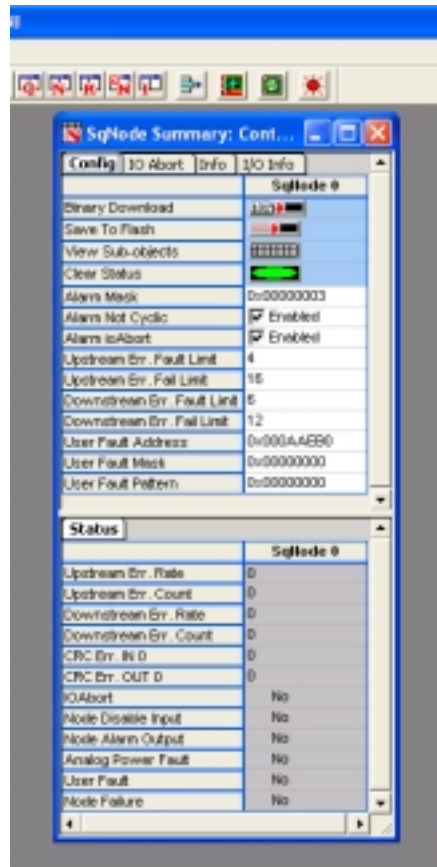 SqNode Summary: Cont...
Config IO Abort Info I/O Info
SqNode 0
Binary Download
Save To Flash
View Sub-objects
Clear Status
Alarm Mask 0x00000003
Alarm Not Cyclic Enabled
Alarm ioAbort Enabled
Upstream Err. Fault Limit 4
Upstream Err. Fail Limit 16
Downstream Err. Fault Limit 6
Downstream Err. Fail Limit 12
User Fault Address 0x000AAEB0
User Fault Mask 0x00000000
User Fault Pattern 0x00000000
Status
SqNode 0
Upstream Err. Rate 0
Upstream Err. Count 0
Downstream Err. Rate 0
Downstream Err. Count 0
CRC Err. IN 0 0
CRC Err. OUT 0 0
IOAbort No
Node Disable Input No
Node Alarm Output No
Analog Power Fault No
User Fault No
Node Failure No